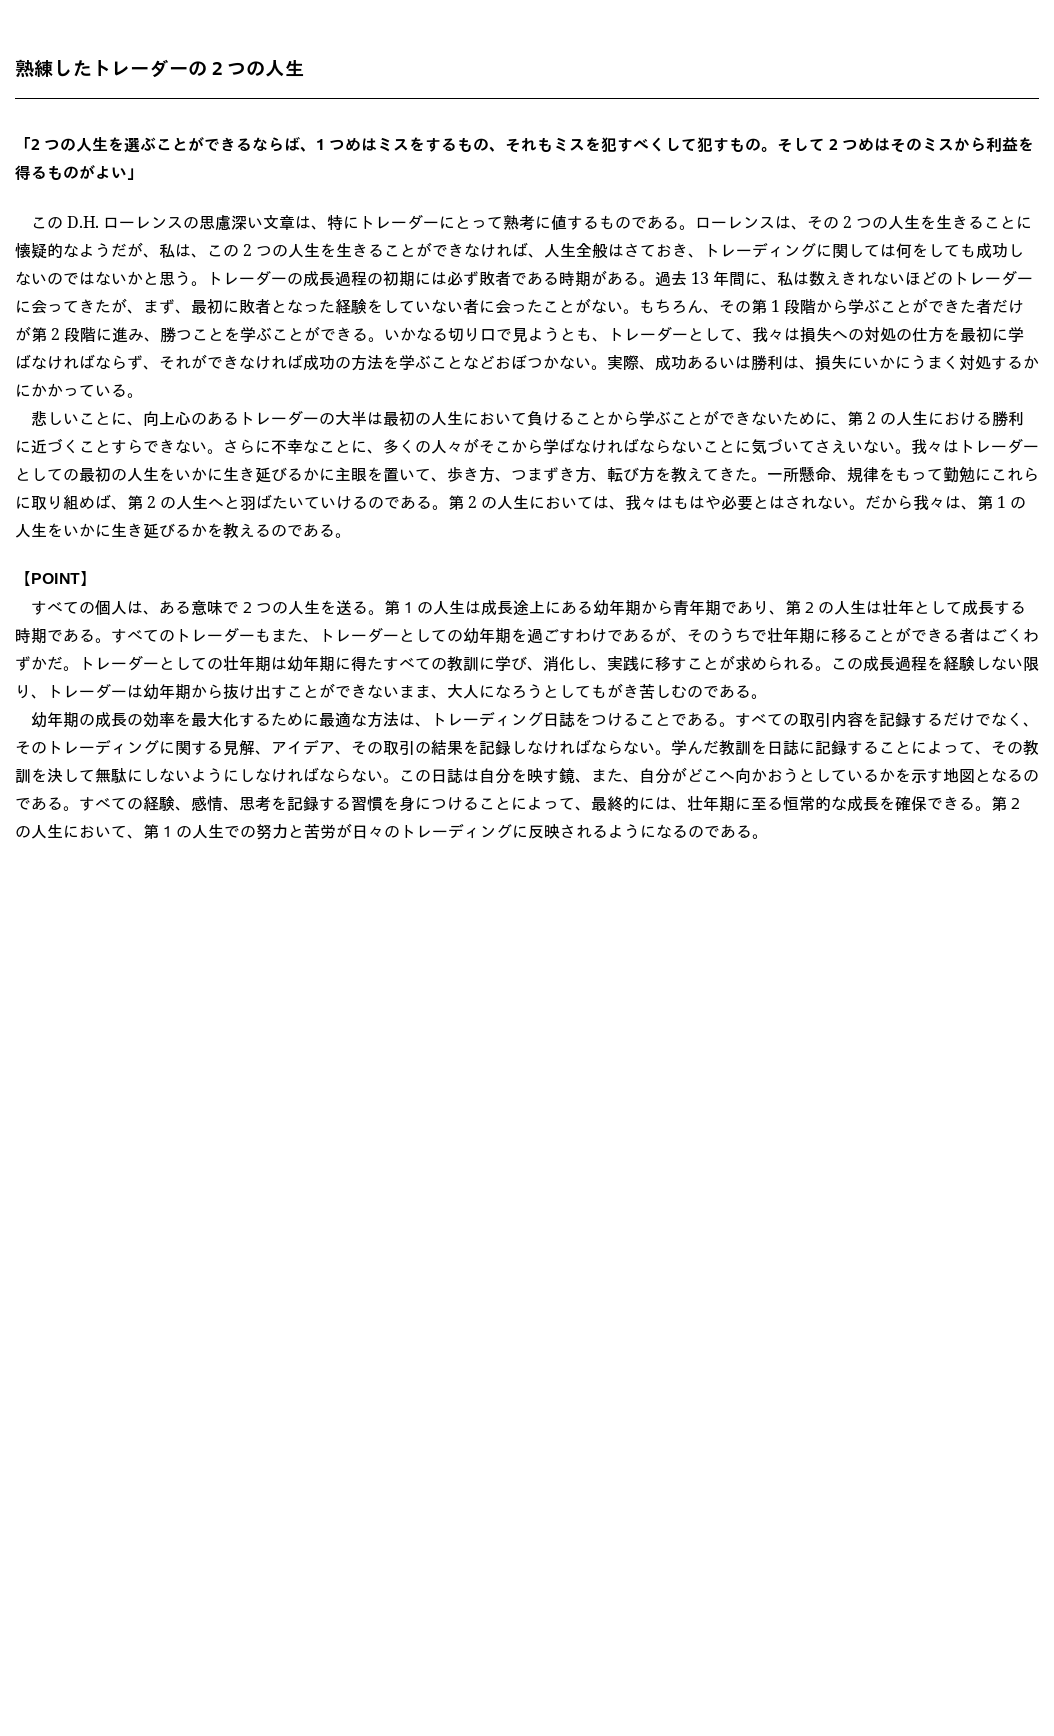 熟練したトレーダーの 2 つの人生
「2 つの人生を選ぶことができるならば、1 つめはミスをするもの、それもミスを犯すべくして犯すもの。そして 2 つめはそのミスから利益を
得るものがよい」
　この D.H. ローレンスの思慮深い文章は、特にトレーダーにとって熟考に値するものである。ローレンスは、その 2 つの人生を生きることに
懐疑的なようだが、私は、この 2 つの人生を生きることができなければ、人生全般はさておき、トレーディングに関しては何をしても成功し
ないのではないかと思う。トレーダーの成長過程の初期には必ず敗者である時期がある。過去 13 年間に、私は数えきれないほどのトレーダー
に会ってきたが、まず、最初に敗者となった経験をしていない者に会ったことがない。もちろん、その第 1 段階から学ぶことができた者だけ
が第 2 段階に進み、勝つことを学ぶことができる。いかなる切り口で見ようとも、トレーダーとして、我々は損失への対処の仕方を最初に学
ばなければならず、それができなければ成功の方法を学ぶことなどおぼつかない。実際、成功あるいは勝利は、損失にいかにうまく対処するか
にかかっている。
　悲しいことに、向上心のあるトレーダーの大半は最初の人生において負けることから学ぶことができないために、第 2 の人生における勝利
に近づくことすらできない。さらに不幸なことに、多くの人々がそこから学ばなければならないことに気づいてさえいない。我々はトレーダー
としての最初の人生をいかに生き延びるかに主眼を置いて、歩き方、つまずき方、転び方を教えてきた。一所懸命、規律をもって勤勉にこれら
に取り組めば、第 2 の人生へと羽ばたいていけるのである。第 2 の人生においては、我々はもはや必要とはされない。だから我々は、第 1 の
人生をいかに生き延びるかを教えるのである。
【POINT】
　すべての個人は、ある意味で 2 つの人生を送る。第 1 の人生は成長途上にある幼年期から青年期であり、第 2 の人生は壮年として成長する
時期である。すべてのトレーダーもまた、トレーダーとしての幼年期を過ごすわけであるが、そのうちで壮年期に移ることができる者はごくわ
ずかだ。トレーダーとしての壮年期は幼年期に得たすべての教訓に学び、消化し、実践に移すことが求められる。この成長過程を経験しない限
り、トレーダーは幼年期から抜け出すことができないまま、大人になろうとしてもがき苦しむのである。
　幼年期の成長の効率を最大化するために最適な方法は、トレーディング日誌をつけることである。すべての取引内容を記録するだけでなく、
そのトレーディングに関する見解、アイデア、その取引の結果を記録しなければならない。学んだ教訓を日誌に記録することによって、その教
訓を決して無駄にしないようにしなければならない。この日誌は自分を映す鏡、また、自分がどこへ向かおうとしているかを示す地図となるの
である。すべての経験、感情、思考を記録する習慣を身につけることによって、最終的には、壮年期に至る恒常的な成長を確保できる。第 2
の人生において、第 1 の人生での努力と苦労が日々のトレーディングに反映されるようになるのである。